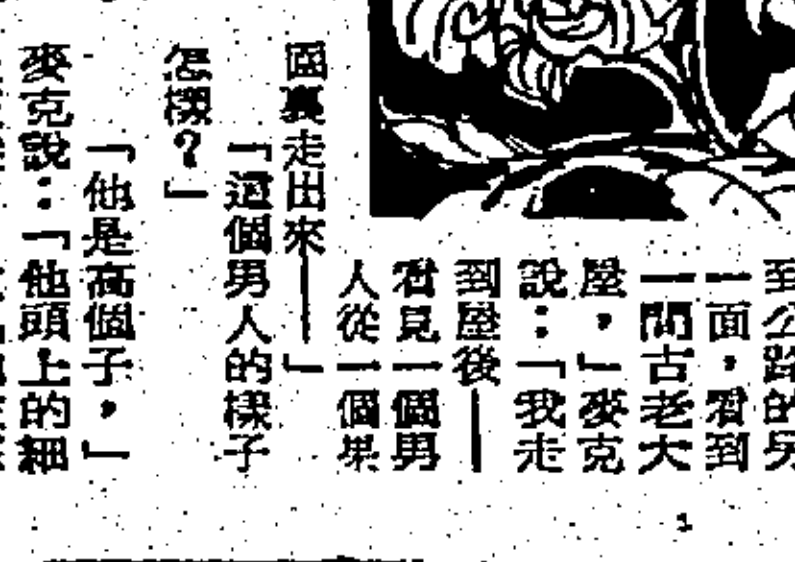 到公路的另
一面，看到
一間古老大
屋，」麥克
說：「我走
到屋後——
看見一個男
人從一個果
園裏走出來——」
「這個男人的樣子
怎樣？」
「他是高個子，」
麥克說：「他頭上的細